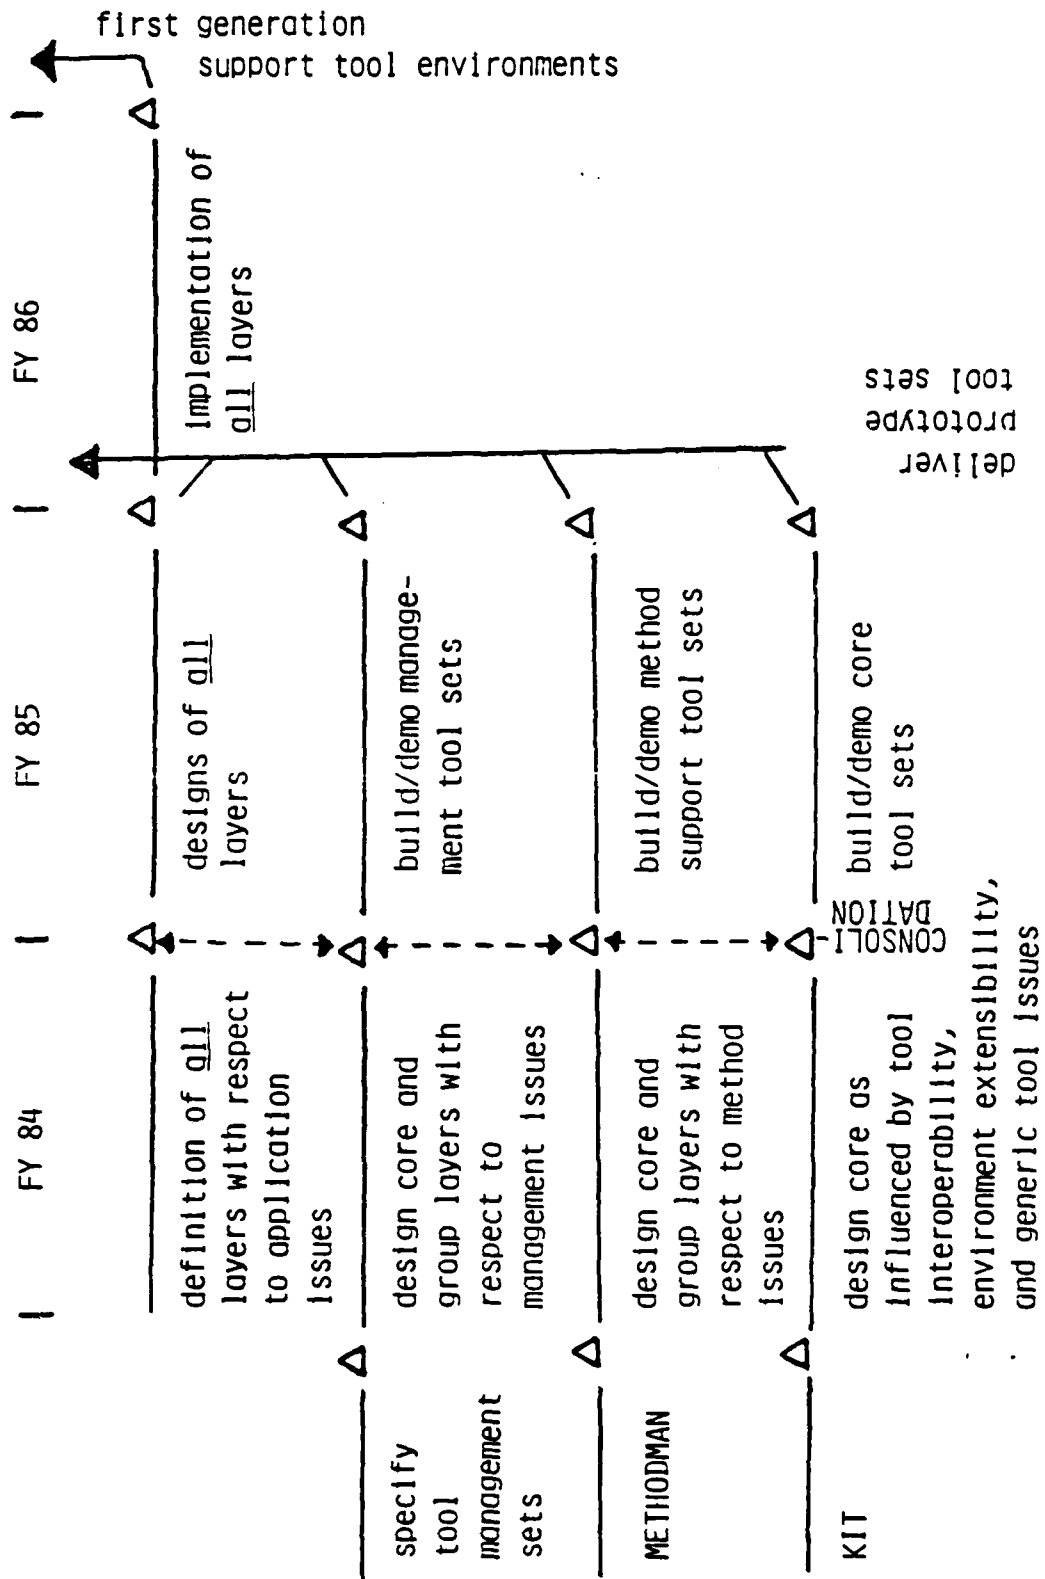 first generation
support tool environments
FY 84
FY 85
FY 86
definition of all
layers with respect
to application
issues
designs of all
layers
implementation of
all layers
specify
tool
management
sets
design core and
group layers with
respect to
management issues
build/demo manage-
ment tool sets
METHODMAN
design core and
group layers with
respect to method
issues
build/demo method
support tool sets
KIT
design core as
influenced by tool
interoperability,
environment extensibility,
and generic tool issues
CONSOLI-
DATION
build/demo core
tool sets
deliver
prototype
tool sets